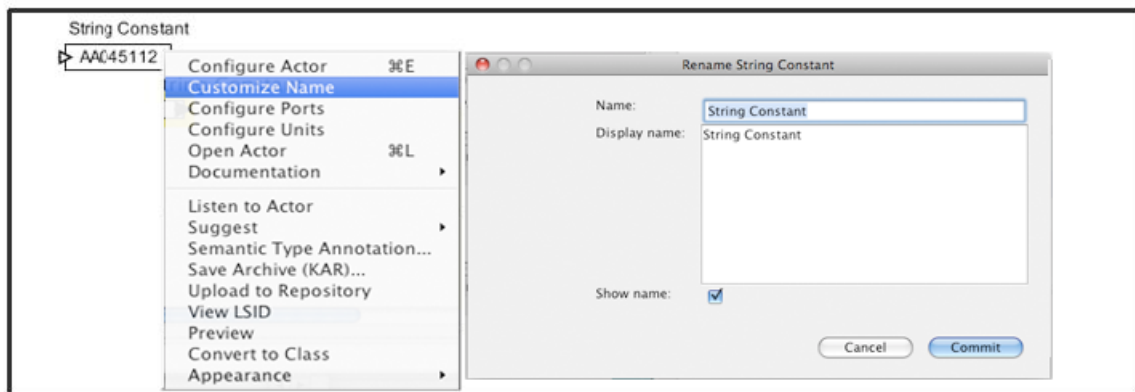 String Constant
AA045112
Configure Actor ⌘E
Customize Name
Configure Ports
Configure Units
Open Actor ⌘L
Documentation
Listen to Actor
Suggest
Semantic Type Annotation...
Save Archive (KAR)...
Upload to Repository
View LSID
Preview
Convert to Class
Appearance
Rename String Constant
Name: String Constant
Display name: String Constant
Show name:
Cancel Commit